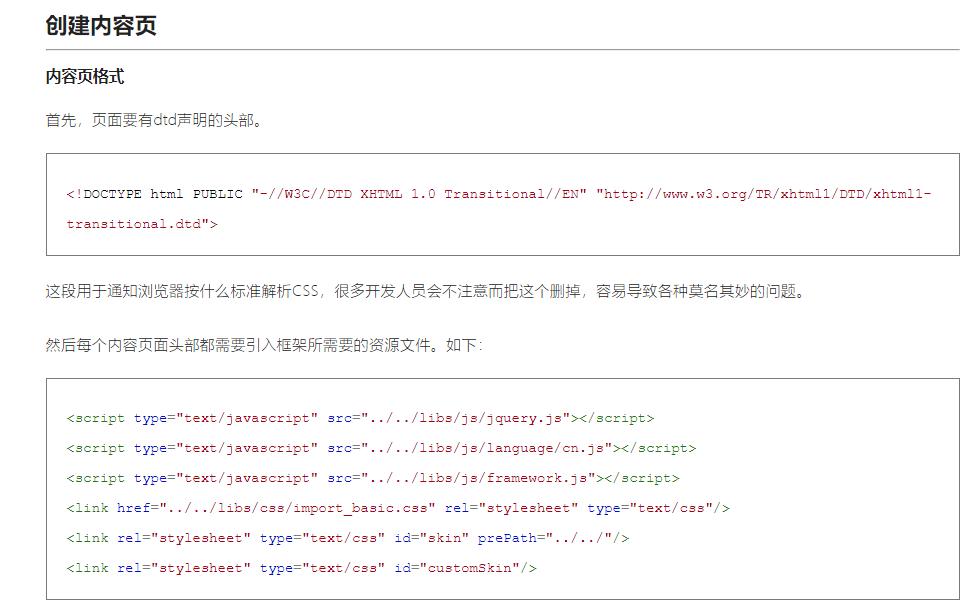 创建内容页
内容页格式
首先，页面要有dtd声明的头部。
<!DOCTYPE html PUBLIC "-//W3C//DTD XHTML 1.0 Transitional//EN" "http://www.w3.org/TR/xhtml1/DTD/xhtml1-
transitional.dtd">
这段用于通知浏览器按什么标准解析CSS，很多开发人员会不注意而把这个删掉，容易导致各种莫名其妙的问题。
然后每个内容页面头部都需要引入框架所需要的资源文件。如下：
<script type="text/javascript" src="../../libs/js/jquery.js"></script>
<script type="text/javascript" src="../../libs/js/language/cn.js"></script>
<script type="text/javascript" src="../../libs/js/framework.js"></script>
<link href="../../libs/css/import_basic.css" rel="stylesheet" type="text/css"/>
<link rel="stylesheet" type="text/css" id="skin" prePath="../../"/>
<link rel="stylesheet" type="text/css" id="customSkin"/>